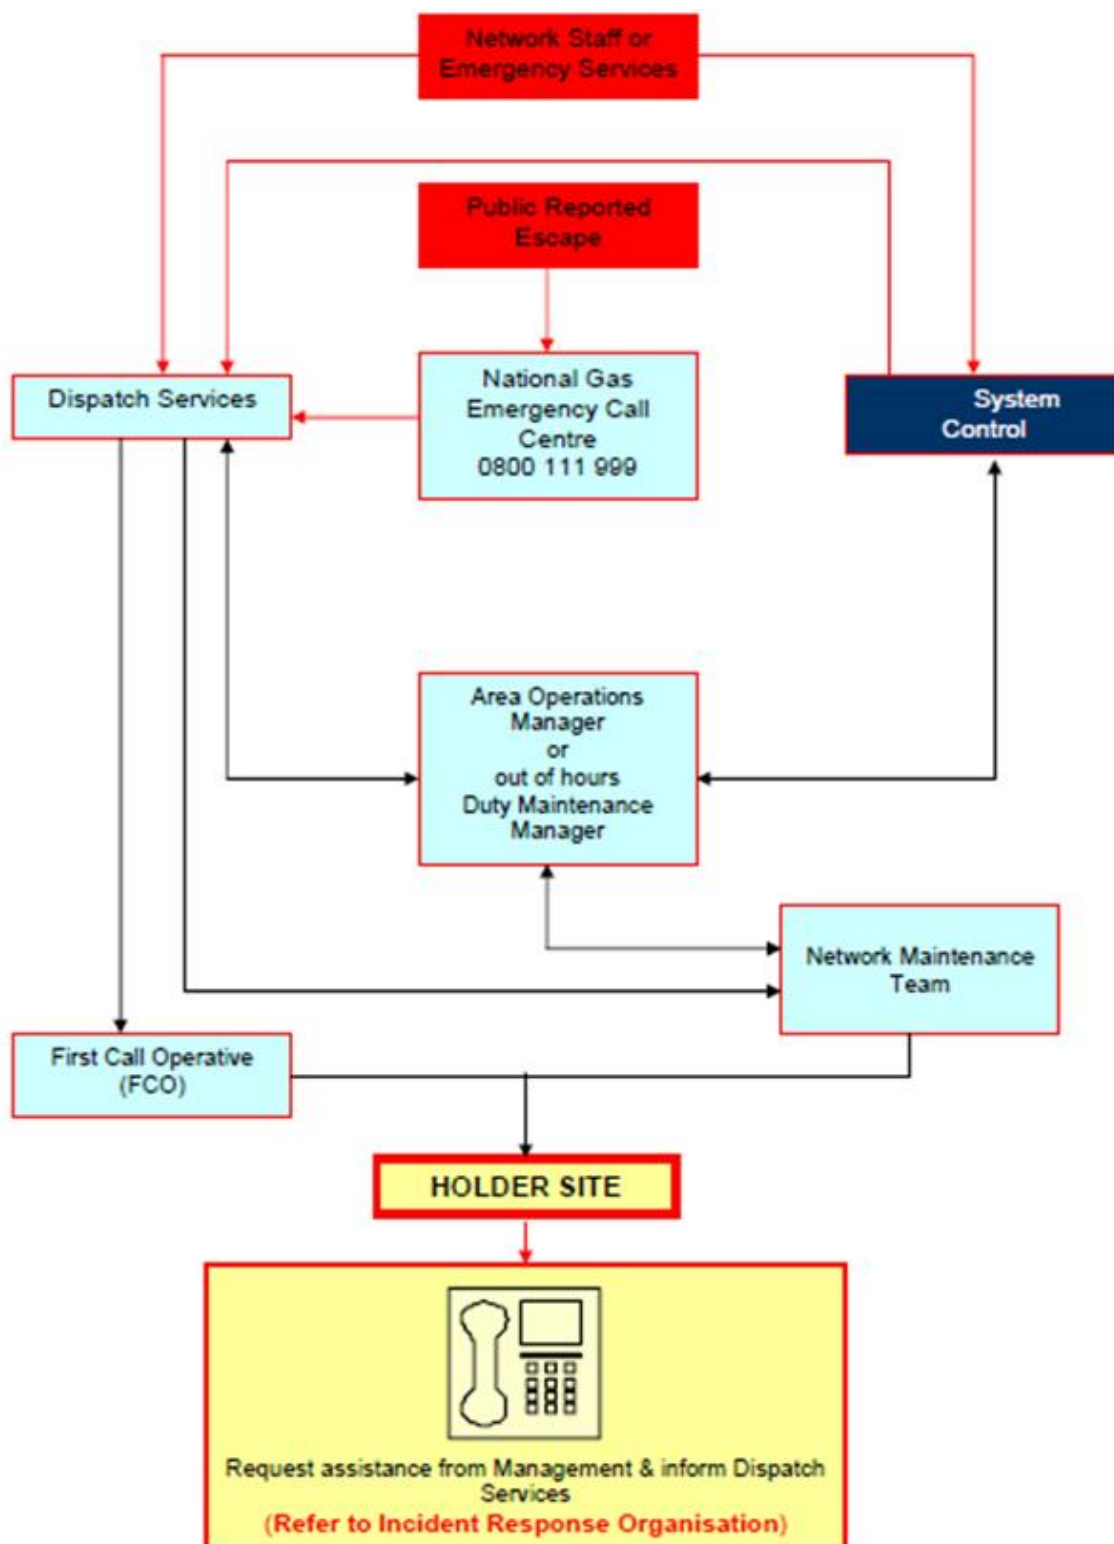 Network Staff or
Emergency Services
Public Reported
Escape
Dispatch Services
National Gas
Emergency Call
Centre
0800 111 999
System
Control
Area Operations
Manager
or
out of hours
Duty Maintenance
Manager
Network Maintenance
Team
First Call Operative
(FCO)
HOLDER SITE
Request assistance from Management & inform Dispatch
Services
(Refer to Incident Response Organisation)